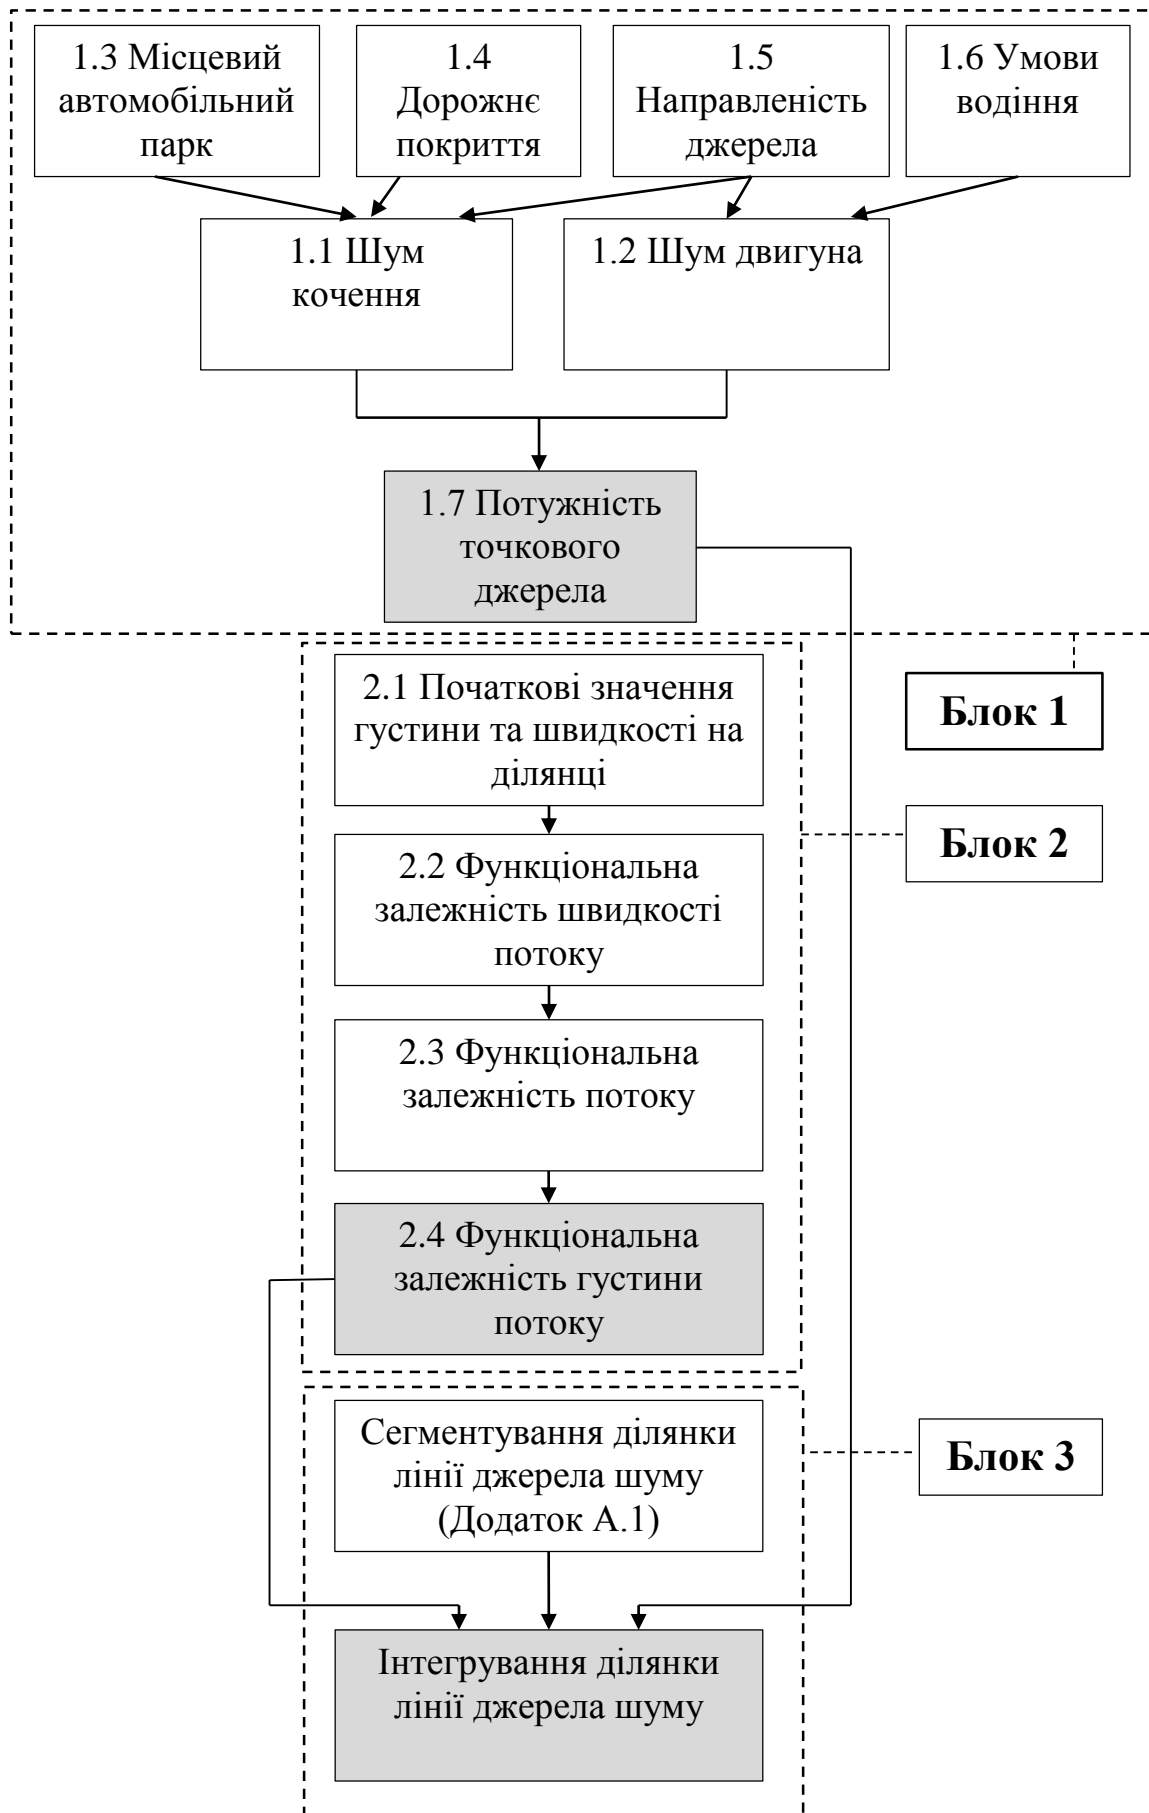 1.3 Місцевий
автомобільний
парк
1.4
Дорожнє
покриття
1.5
Направленість
джерела
1.6 Умови
водіння
1.1 Шум
кочення
1.2 Шум двигуна
1.7 Потужність
точкового
джерела
2.1 Початкові значення
густини та швидкості на
ділянці
Блок 1
2.2 Функціональна
залежність швидкості
потоку
Блок 2
2.3 Функціональна
залежність потоку
2.4 Функціональна
залежність густини
потоку
Сегментування ділянки
лінії джерела шуму
(Додаток А.1)
Блок 3
Інтегрування ділянки
лінії джерела шуму